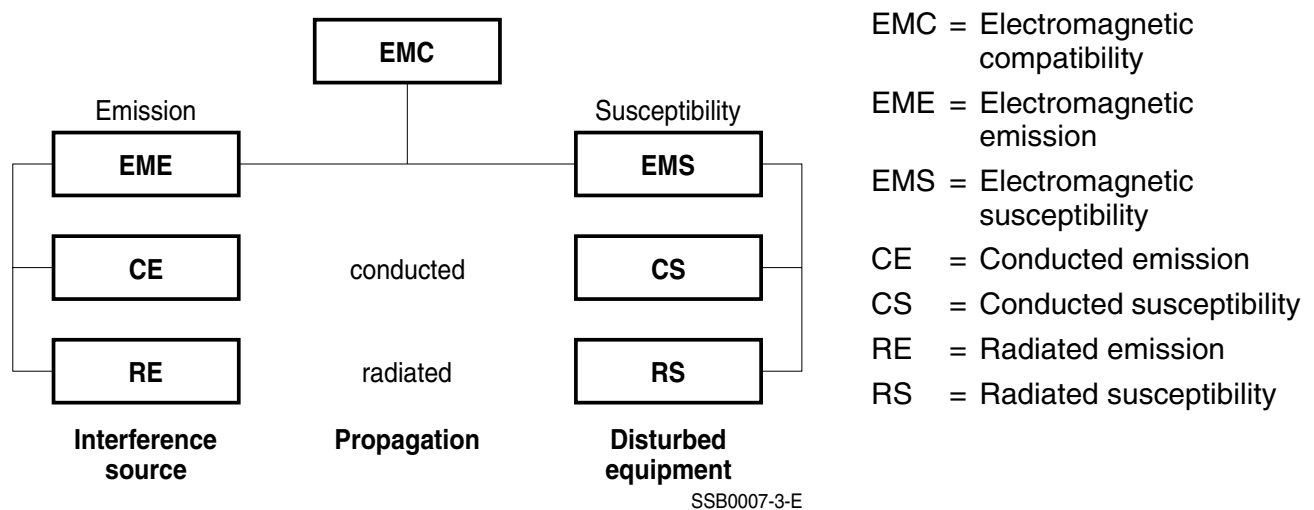 EMC
Emission
Susceptibility
EME
EMS
CE
conducted
CS
RE
radiated
RS
Interference
source
Propagation
Disturbed
equipment
SSB0007-3-E
EMC = Electromagnetic
compatibility
EME = Electromagnetic
emission
EMS = Electromagnetic
susceptibility
CE = Conducted emission
CS = Conducted susceptibility
RE = Radiated emission
RS = Radiated susceptibility